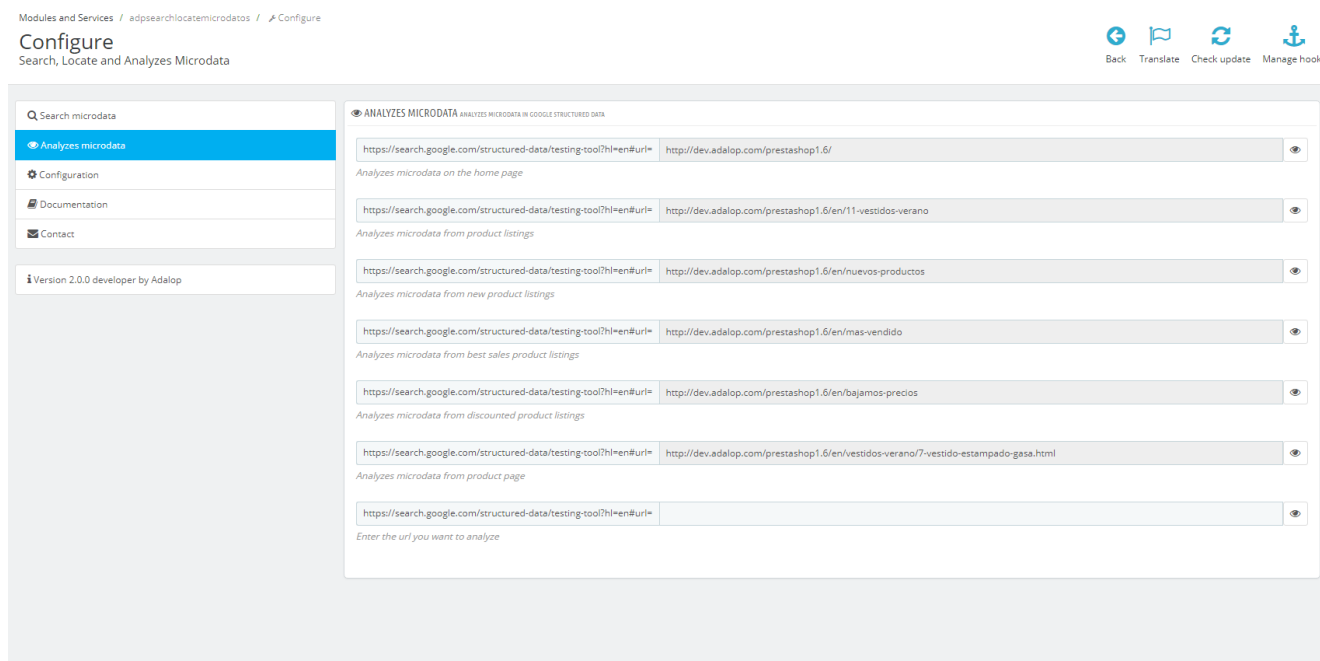 Modules and Services / adpsearchlocatemicrodatos / Configure
Configure
Search, Locate and Analyzes Microdata
Back Translate Check update Manage hook
Search microdata
Analyzes microdata
Configuration
Documentation
Contact
Version 2.0.0 developer by Adalop
ANALYZES MICRODATA ANALYZES MICRODATA IN GOOGLE STRUCTURED DATA
https://search.google.com/structured-data/testing-tool?hl=en#url= http://dev.adalop.com/prestashop1.6/
Analyzes microdata on the home page
https://search.google.com/structured-data/testing-tool?hl=en#url= http://dev.adalop.com/prestashop1.6/en/11-vestidos-verano
Analyzes microdata from product listings
https://search.google.com/structured-data/testing-tool?hl=en#url= http://dev.adalop.com/prestashop1.6/en/nuevos-productos
Analyzes microdata from new product listings
https://search.google.com/structured-data/testing-tool?hl=en#url= http://dev.adalop.com/prestashop1.6/en/mas-vendido
Analyzes microdata from best sales product listings
https://search.google.com/structured-data/testing-tool?hl=en#url= http://dev.adalop.com/prestashop1.6/en/bajamos-precios
Analyzes microdata from discounted product listings
https://search.google.com/structured-data/testing-tool?hl=en#url= http://dev.adalop.com/prestashop1.6/en/vestidos-verano/7-vestido-estampado-gasa.html
Analyzes microdata from product page
https://search.google.com/structured-data/testing-tool?hl=en#url=
Enter the url you want to analyze